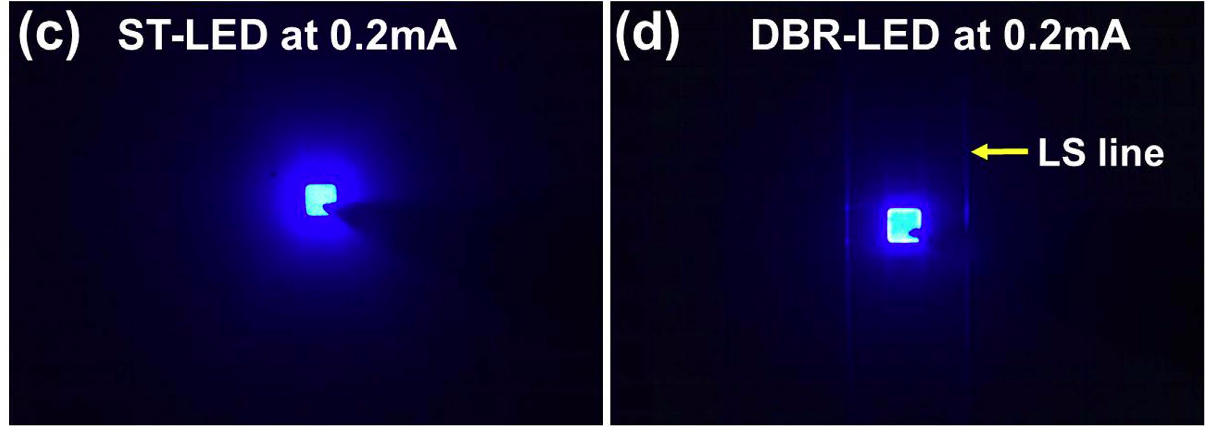 (c) ST-LED at 0.2mA
(d) DBR-LED at 0.2mA
LS line